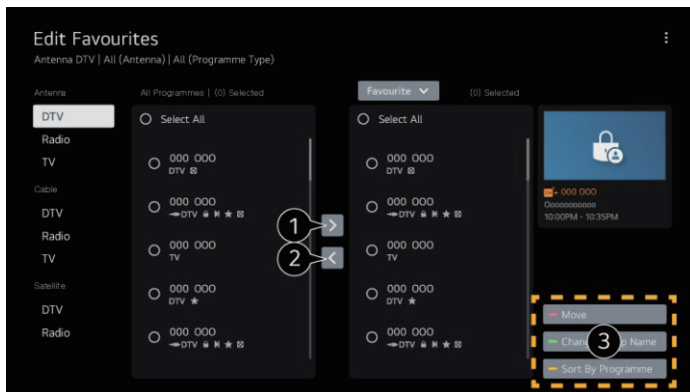 Edit Favourites
Antenna DTV | All (Antenna) | All (Programme Type)
Antenna
DTV
Radio
TV
Cable
DTV
Radio
TV
Satellite
DTV
Radio
All Programmes | (0) Selected
Select All
000 000
DTV
000 000
DTV
000 000
TV
000 000
DTV
000 000
DTV
1
2
Favourite
(0) Selected
Select All
000 000
DTV
000 000
DTV
000 000
TV
000 000
DTV
000 000
DTV
000 000
Oooooooooo
10:00PM - 10:35PM
Move
3
Name
Sort By Programme